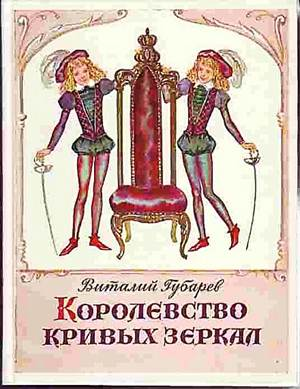 Виталий Губарев
Королевство
кривых зеркал